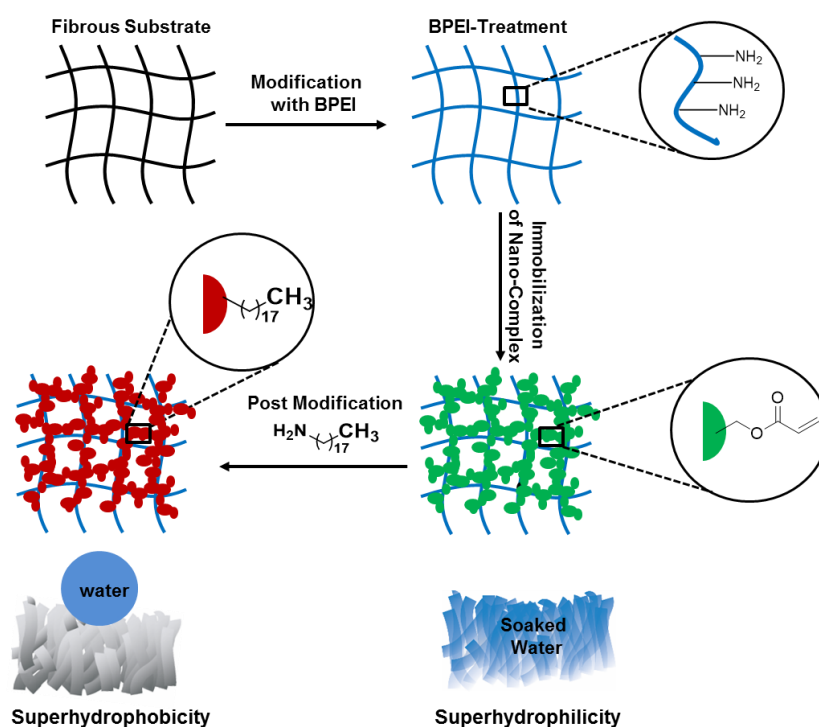 Fibrous Substrate
BPEI-Treatment
Modification
with BPEI
NH2
NH2
NH2
Immobilization
of Nano-Complex
CH3
17
Post Modification
H2N
CH3
17
O
O
water
Soaked
Water
Superhydrophobicity
Superhydrophilicity